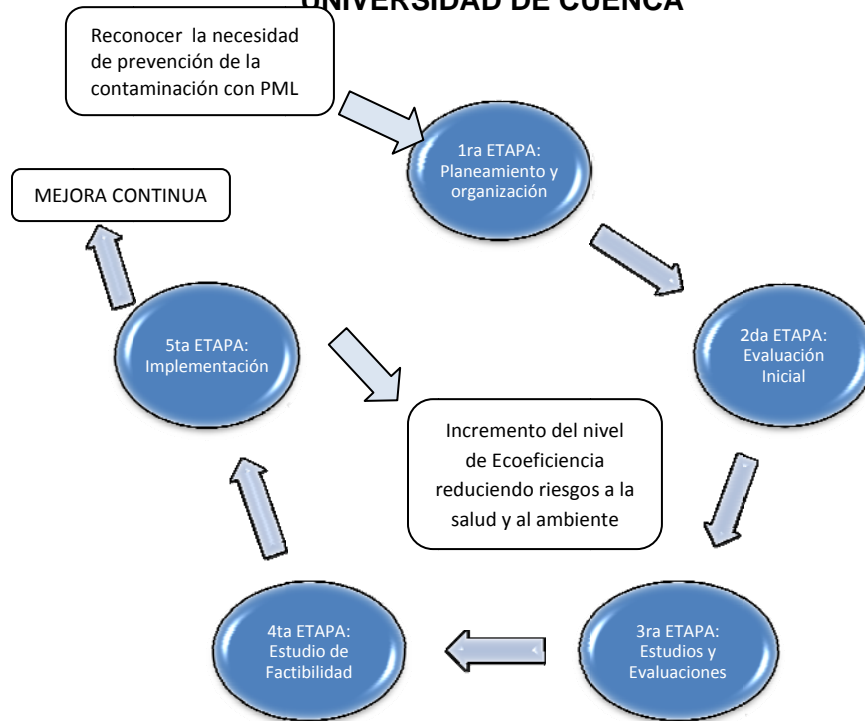 UNIVERSIDAD DE CUENCA
Reconocer la necesidad
de prevención de la
contaminación con PML
1ra ETAPA:
Planeamiento y
organización
MEJORA CONTINUA
2da ETAPA:
Evaluación
Inicial
5ta ETAPA:
Implementación
Incremento del nivel
de Ecoeficiencia
reduciendo riesgos a la
salud y al ambiente
4ta ETAPA:
Estudio de
Factibilidad
3ra ETAPA:
Estudios y
Evaluaciones